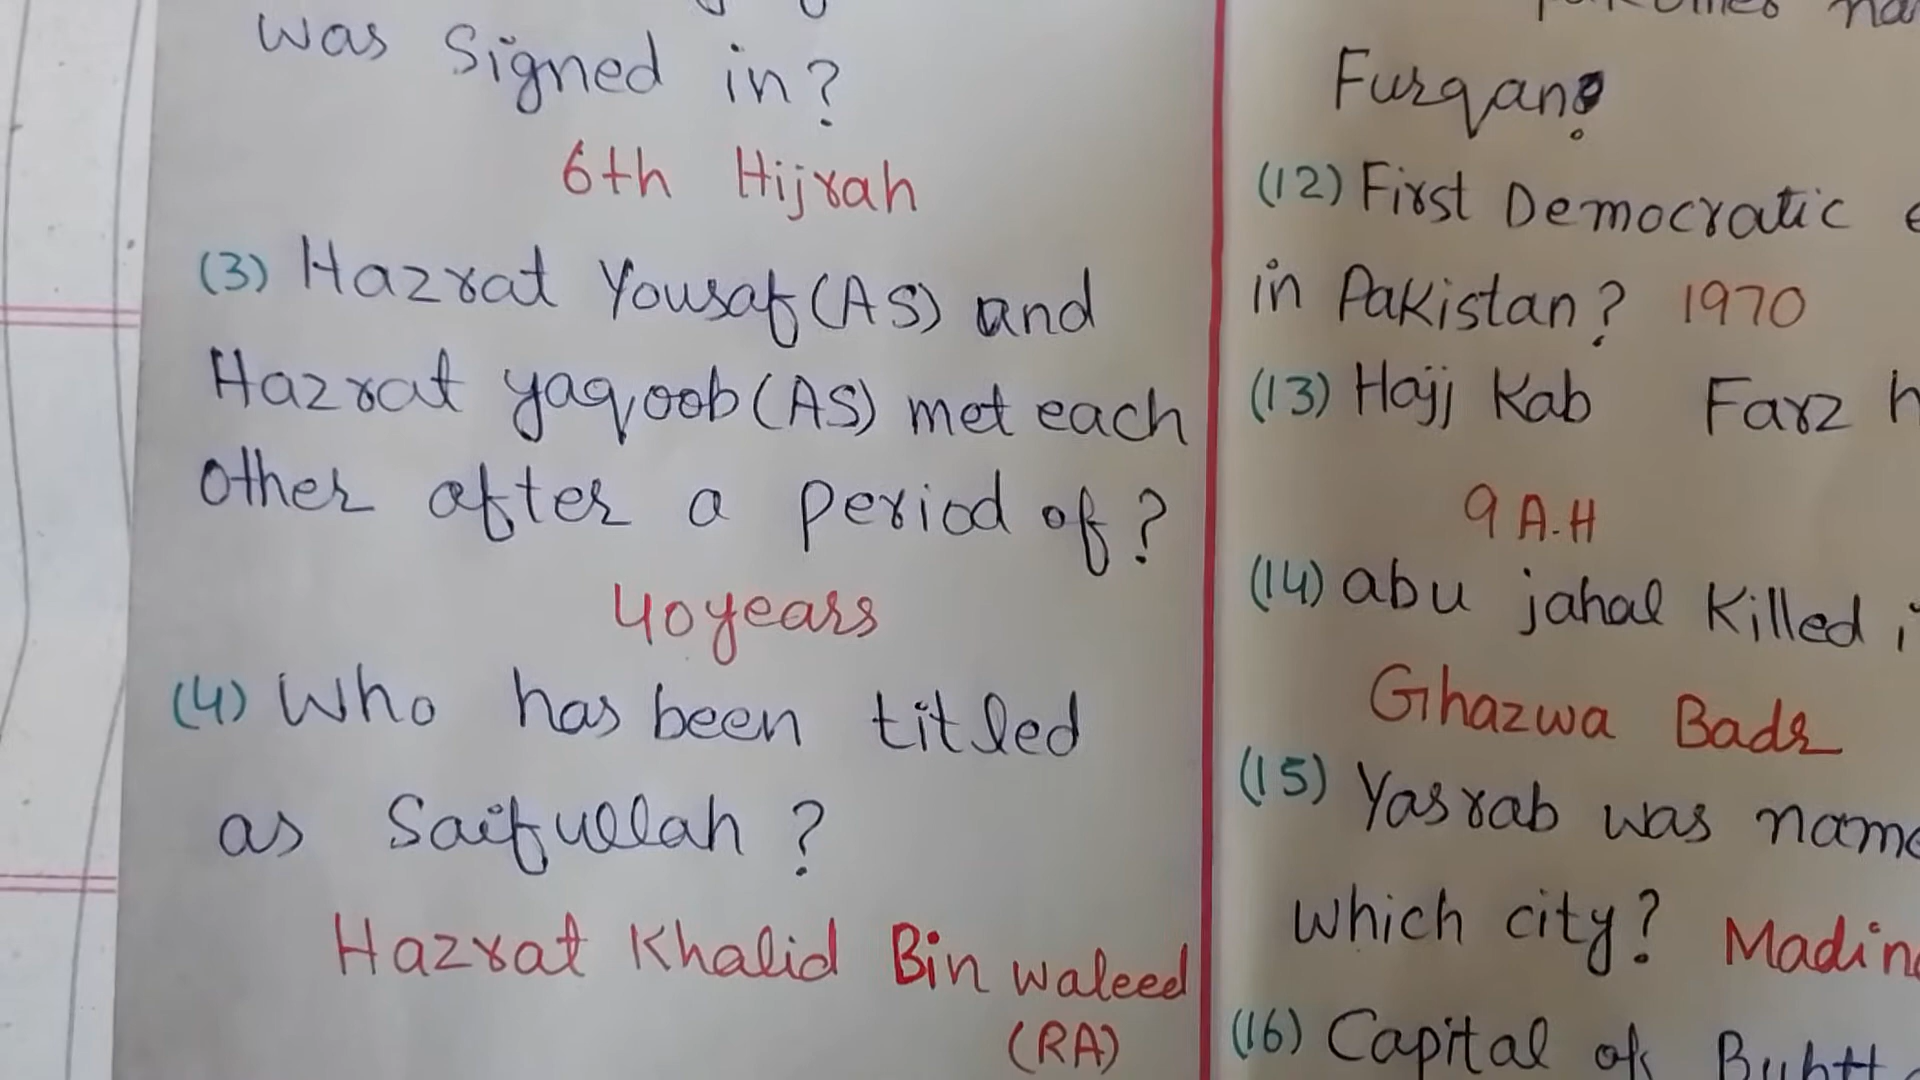 was Signed in?
6th Hijrah
(3) Hazrat Yousaf (AS) and
Hazrat yaqoob (AS) met each
other after a period of?
40 years
(4) Who has been titled
as Saifullah ?
Hazrat Khalid Bin waleed
(RA)
Furqan?
(12) First Democratic
in Pakistan? 1970
(13) Hajj Kab Farz
9 A.H
(14) abu jahal Killed
Ghazwa Badr
(15) Yasrab was
which city?
(16) Capital of